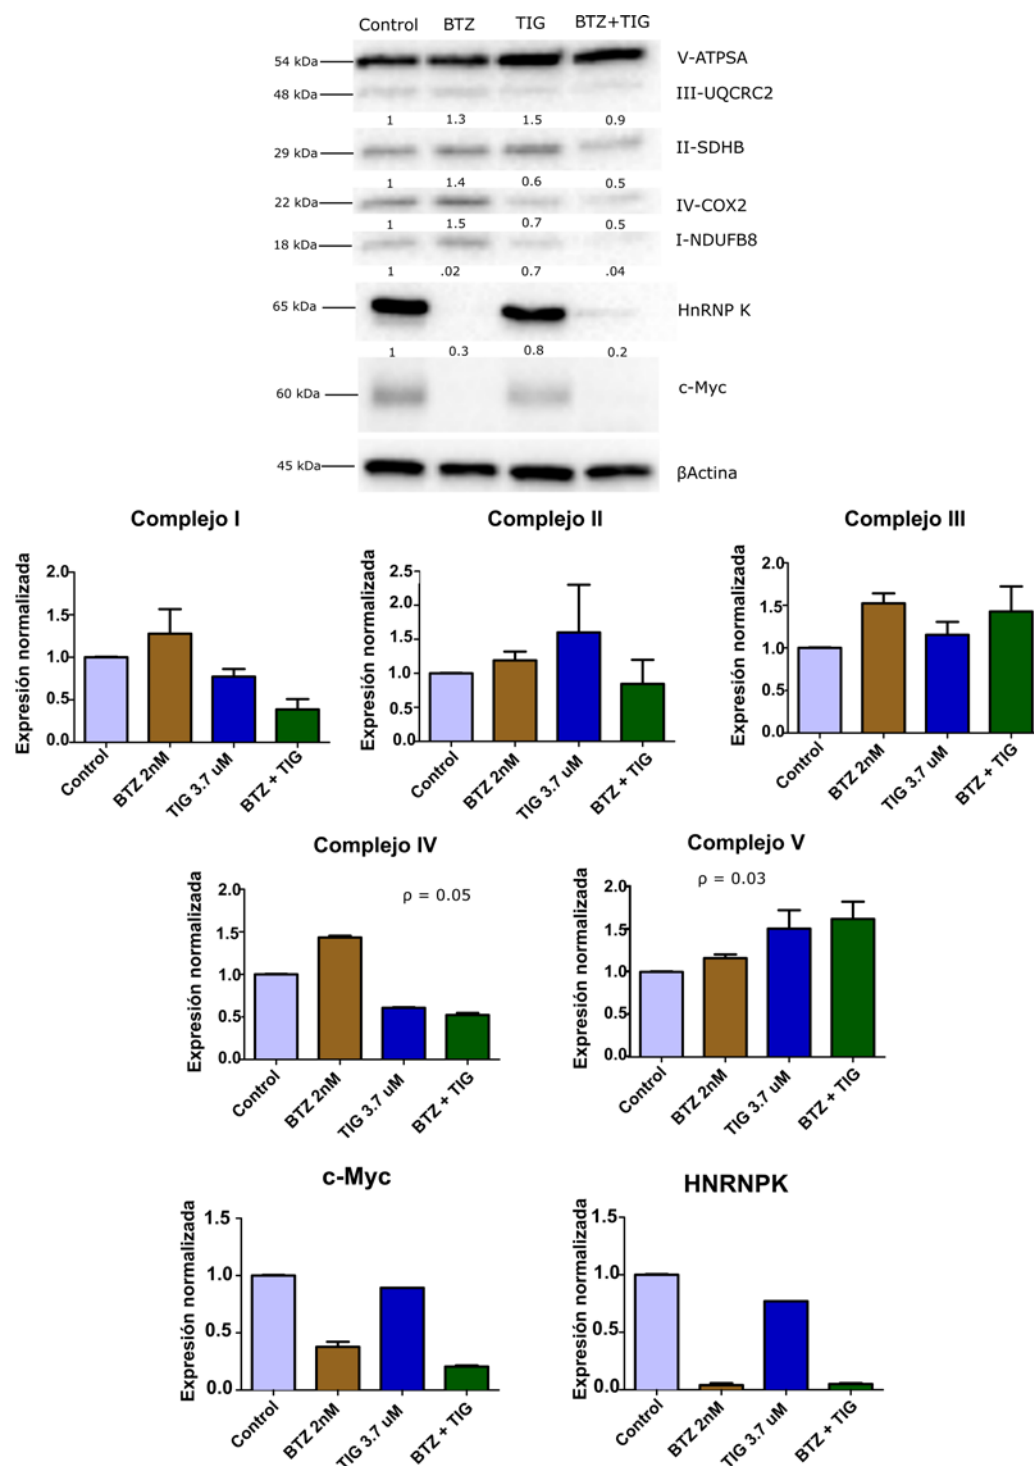 Control BTZ TIG BTZ+TIG
54 kDa V-ATPSA
48 kDa III-UQCRC2
1 1.3 1.5 0.9
29 kDa II-SDHB
1 1.4 0.6 0.5
22 kDa IV-COX2
1 1.5 0.7 0.5
18 kDa I-NDUFB8
1 .02 0.7 .04
65 kDa HnRNP K
1 0.3 0.8 0.2
60 kDa c-Myc
45 kDa βActina
Complejo I
Expresión normalizada
2.0
1.5
1.0
0.5
0.0
Control
BTZ 2nM
TIG 3.7 uM
BTZ + TIG
Complejo II
Expresión normalizada
2.5
2.0
1.5
1.0
0.5
0.0
Control
BTZ 2nM
TIG 3.7 uM
BTZ + TIG
Complejo III
Expresión normalizada
2.0
1.5
1.0
0.5
0.0
Control
BTZ 2nM
TIG 3.7 uM
BTZ + TIG
Complejo IV
ρ = 0.05
Expresión normalizada
2.0
1.5
1.0
0.5
0.0
Control
BTZ 2nM
TIG 3.7 uM
BTZ + TIG
Complejo V
ρ = 0.03
Expresión normalizada
2.0
1.5
1.0
0.5
0.0
Control
BTZ 2nM
TIG 3.7 uM
BTZ + TIG
c-Myc
Expresión normalizada
1.5
1.0
0.5
0.0
Control
BTZ 2nM
TIG 3.7 uM
BTZ + TIG
HNRNPK
Expresión normalizada
1.5
1.0
0.5
0.0
Control
BTZ 2nM
TIG 3.7 uM
BTZ + TIG